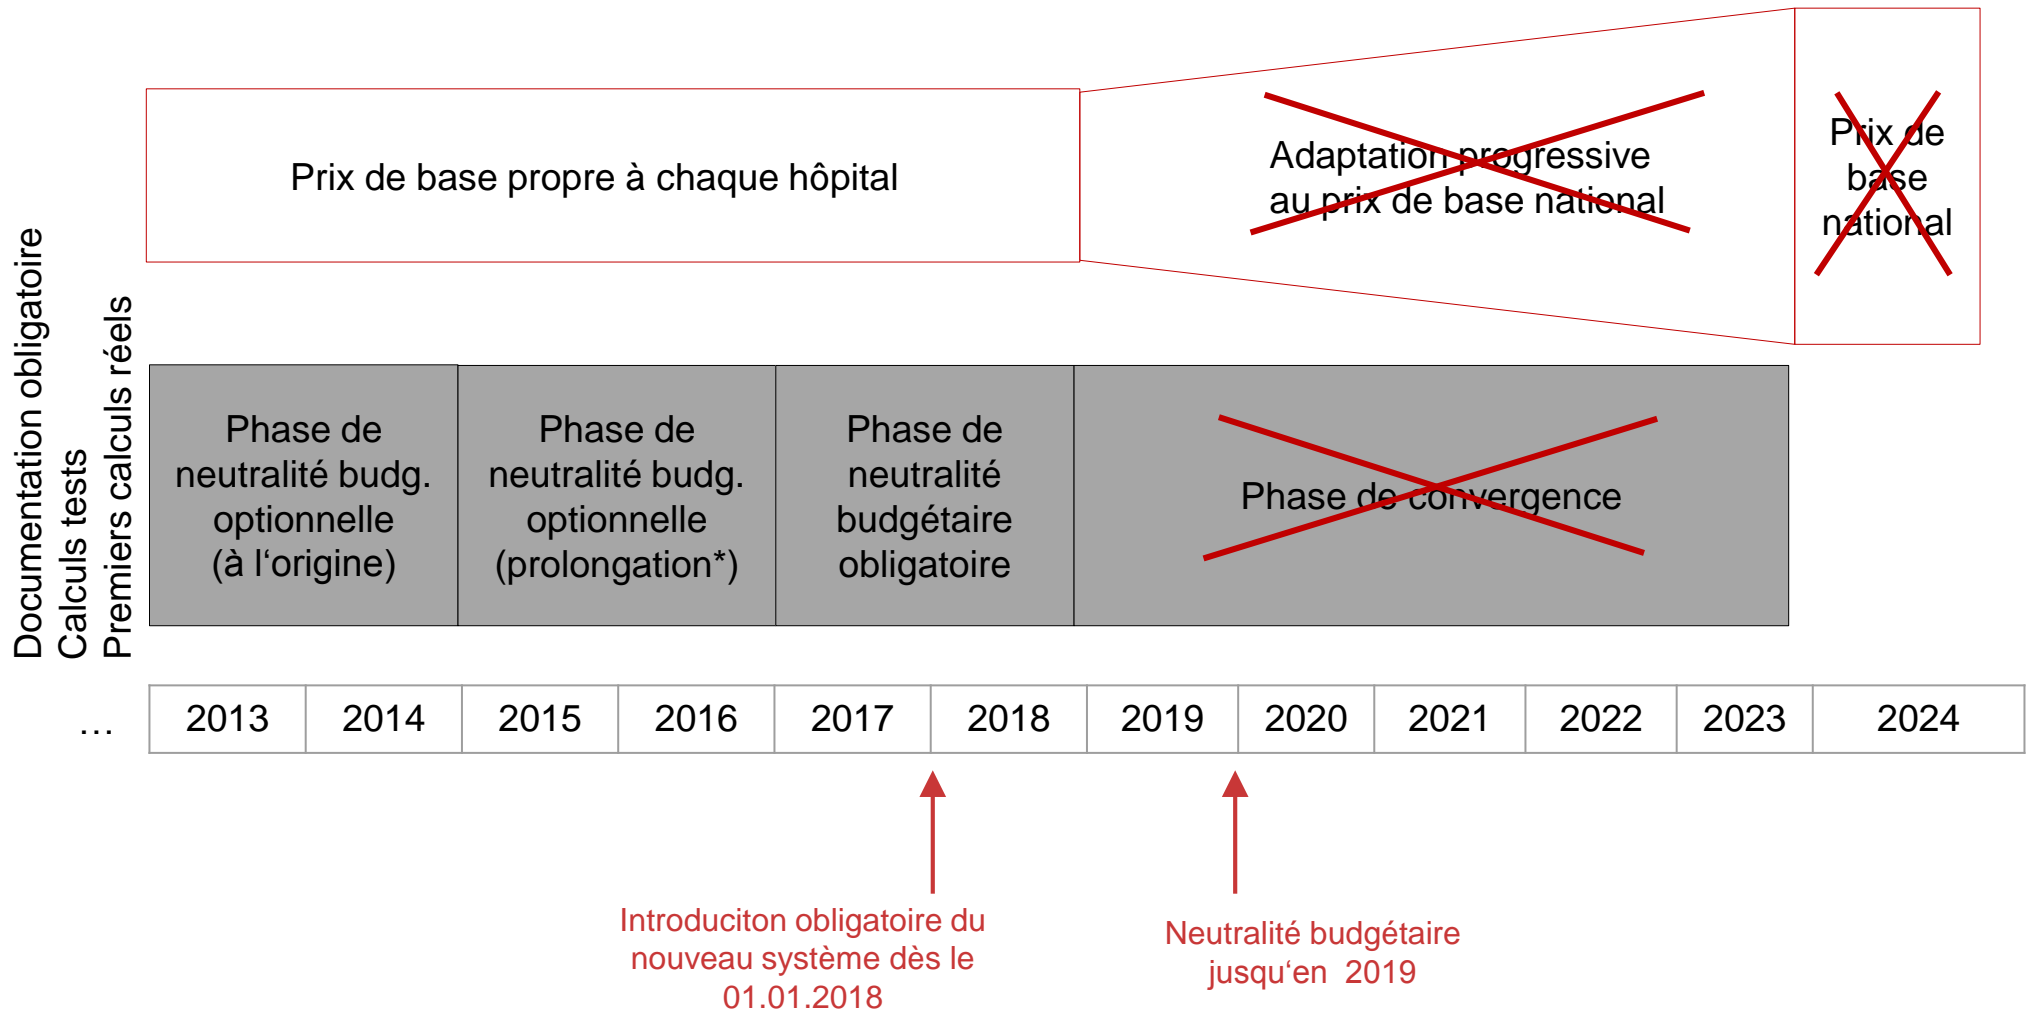 Prix de base propre à chaque hôpital
Adaptation progressive
au prix de base national
Prix de
base
national
Documentation obligatoire
Calculs tests
Premiers calculs réels
Phase de
neutralité budg.
optionnelle
(à l‘origine)
Phase de
neutralité budg.
optionnelle
(prolongation*)
Phase de
neutralité
budgétaire
obligatoire
Phase de convergence
… 2013 2014 2015 2016 2017 2018 2019 2020 2021 2022 2023 2024
Introduciton obligatoire du
nouveau système dès le
01.01.2018
Neutralité budgétaire
jusqu‘en 2019